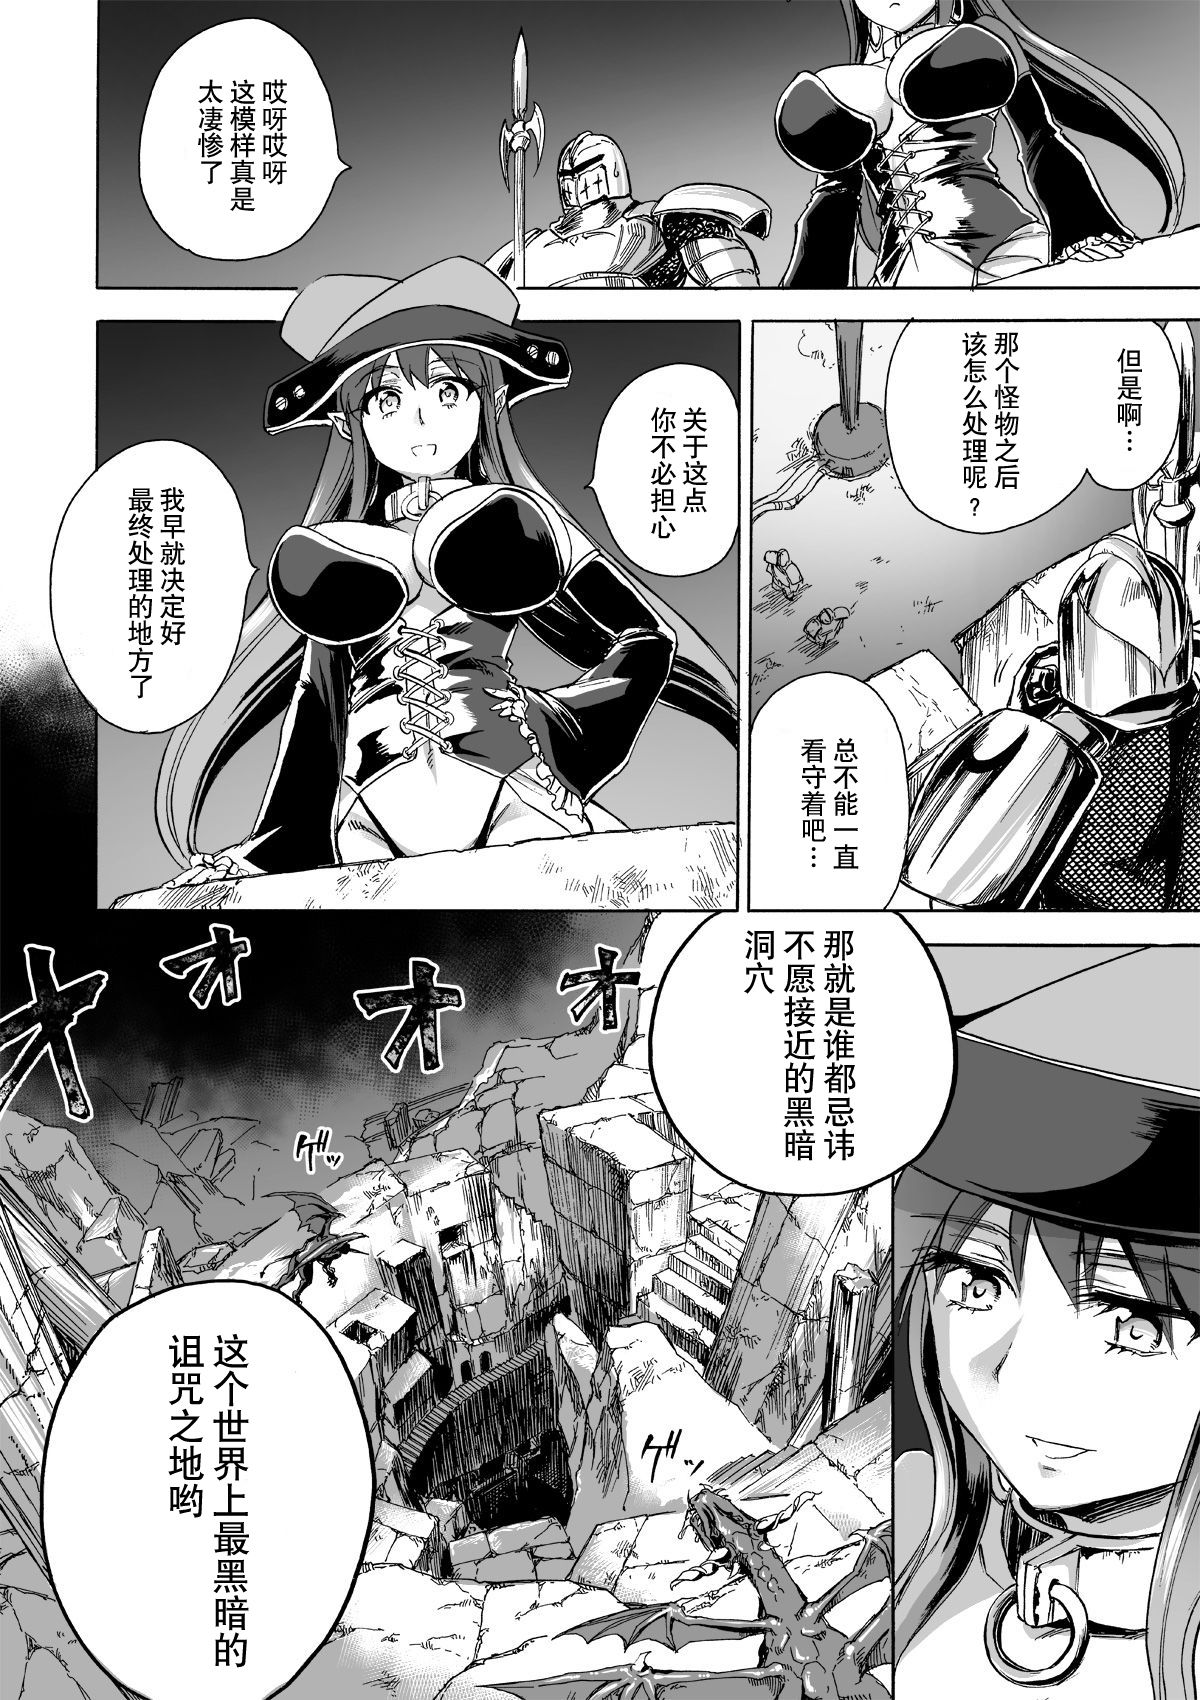 哎呀哎呀
这模样真是
太凄惨了
但是啊…
那个怪物之后
该怎么处理呢？
总不能一直
看守着吧…
关于这点
你不必担心
我早就决定好
最终处理的地方了
那就是谁都忌讳
不愿接近的黑暗
洞穴
オオオオ
ゲッ
ゲッ
这个世界上最黑暗的
诅咒之地哟